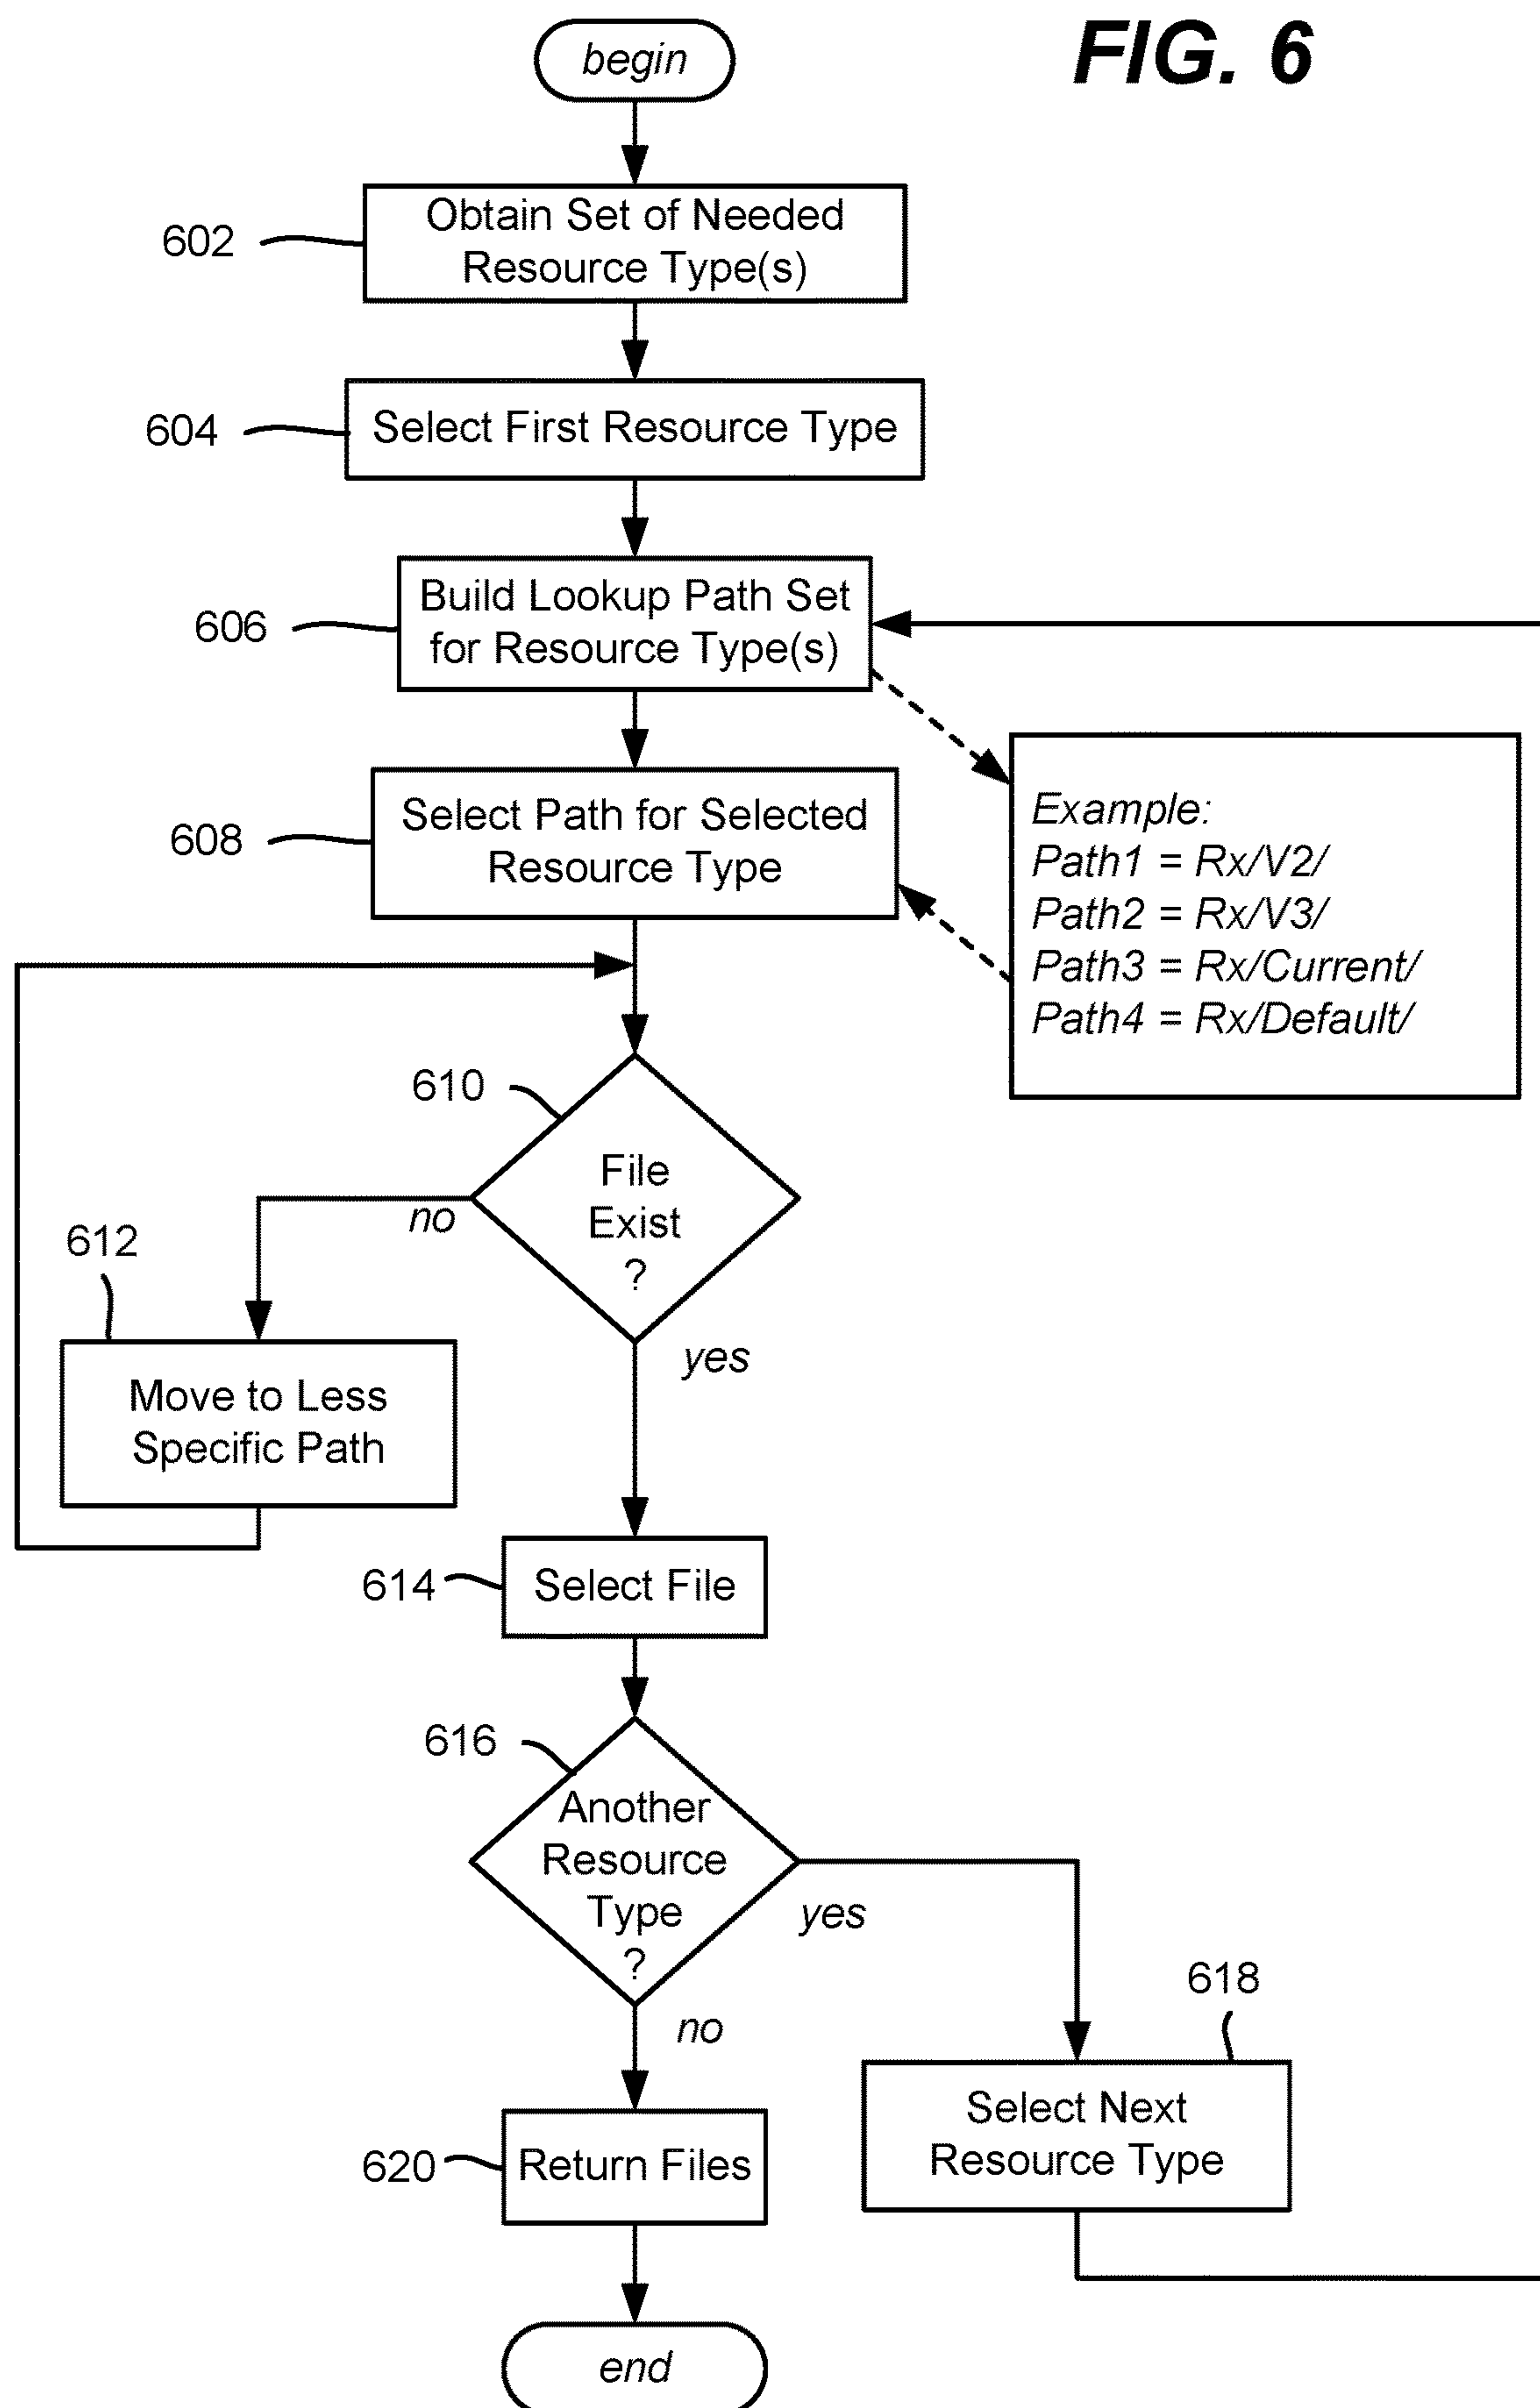 FIG. 6
begin
602
Obtain Set of Needed
Resource Type(s)
604
Select First Resource Type
606
Build Lookup Path Set
for Resource Type(s)
608
Select Path for Selected
Resource Type
Example:
Path1 = Rx/V2/
Path2 = Rx/V3/
Path3 = Rx/Current/
Path4 = Rx/Default/
610
File
Exist
?
no
yes
612
Move to Less
Specific Path
614
Select File
616
Another
Resource
Type
?
yes
no
618
Select Next
Resource Type
620
Return Files
end